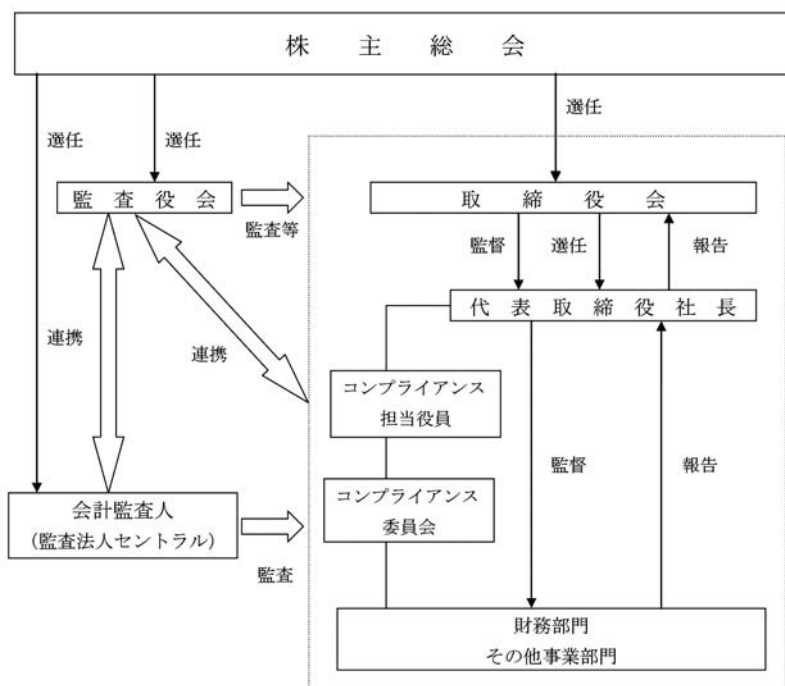 株主総会
選任
選任
選任
監査役会
監査等
取締役会
監督
選任
報告
代表取締役社長
連携
連携
コンプライアンス
担当役員
監督
報告
コンプライアンス
委員会
会計監査人
（監査法人セントラル）
監査
財務部門
その他事業部門